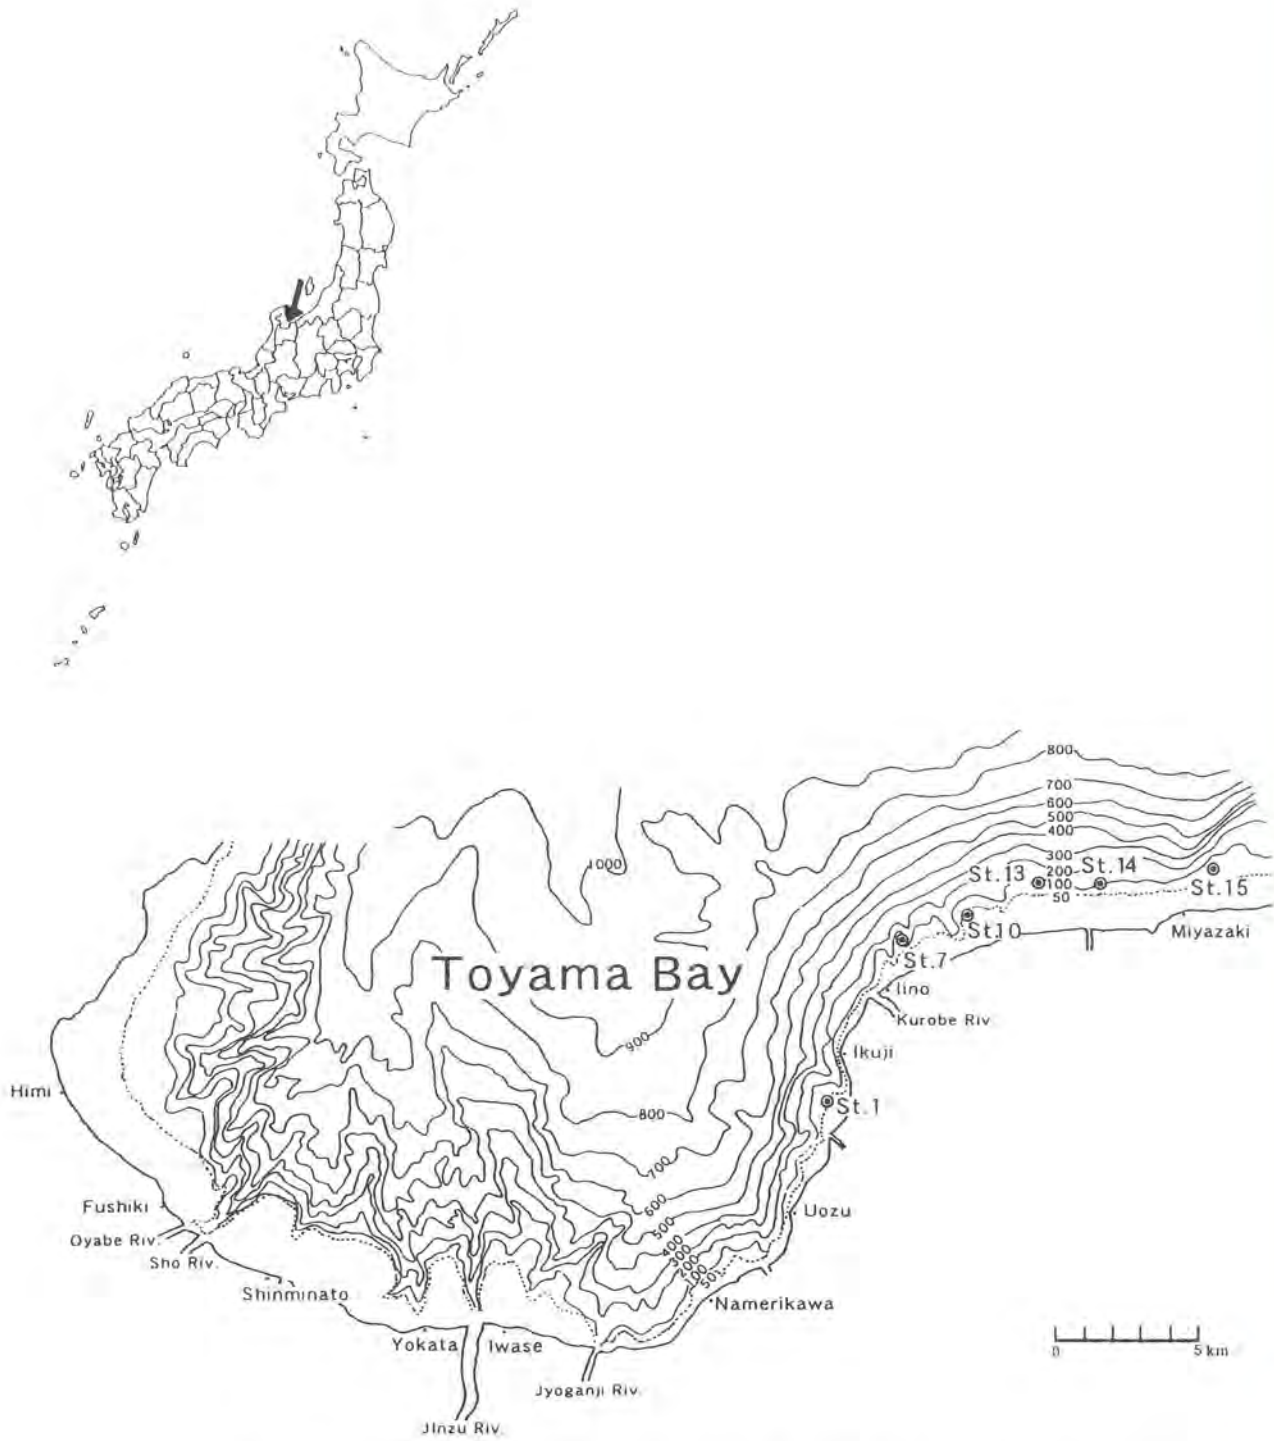 800
700
600
500
400
300
200
100
50
St.13
St.14
St.15
St.10
St.7
Miyazaki
1000
Toyama Bay
Iino
Kurobe Riv
900
Ikuji
Himi
800
St.1
700
Fushiki
600
Uozu
Oyabe Riv.
500
Sho Riv.
400
300
200
100
50
Shinminato
Namerikawa
Yokata
Iwase
0
5 km
Jyoganji Riv.
Jinzu Riv.